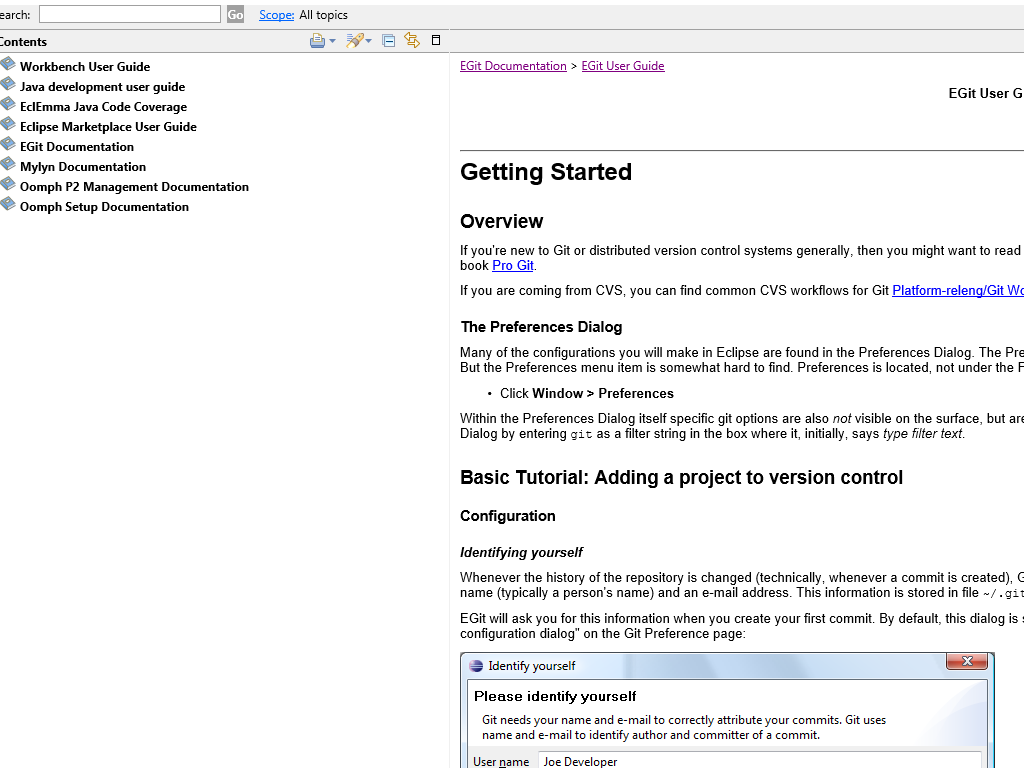 earch:
Go
Scope: All topics
Contents
Workbench User Guide
Java development user guide
EclEmma Java Code Coverage
Eclipse Marketplace User Guide
EGit Documentation
Mylyn Documentation
Oomph P2 Management Documentation
Oomph Setup Documentation
EGit Documentation > EGit User Guide
EGit User G
Getting Started
Overview
If you're new to Git or distributed version control systems generally, then you might want to read
book Pro Git.
If you are coming from CVS, you can find common CVS workflows for Git Platform-releng/Git Wo
The Preferences Dialog
Many of the configurations you will make in Eclipse are found in the Preferences Dialog. The Pre
But the Preferences menu item is somewhat hard to find. Preferences is located, not under the F
• Click Window > Preferences
Within the Preferences Dialog itself specific git options are also not visible on the surface, but are
Dialog by entering git as a filter string in the box where it, initially, says type filter text.
Basic Tutorial: Adding a project to version control
Configuration
Identifying yourself
Whenever the history of the repository is changed (technically, whenever a commit is created), G
name (typically a person's name) and an e-mail address. This information is stored in file ~/.git
EGit will ask you for this information when you create your first commit. By default, this dialog is s
configuration dialog" on the Git Preference page:
Identify yourself
Please identify yourself
Git needs your name and e-mail to correctly attribute your commits. Git uses
name and e-mail to identify author and committer of a commit.
User name Joe Developer